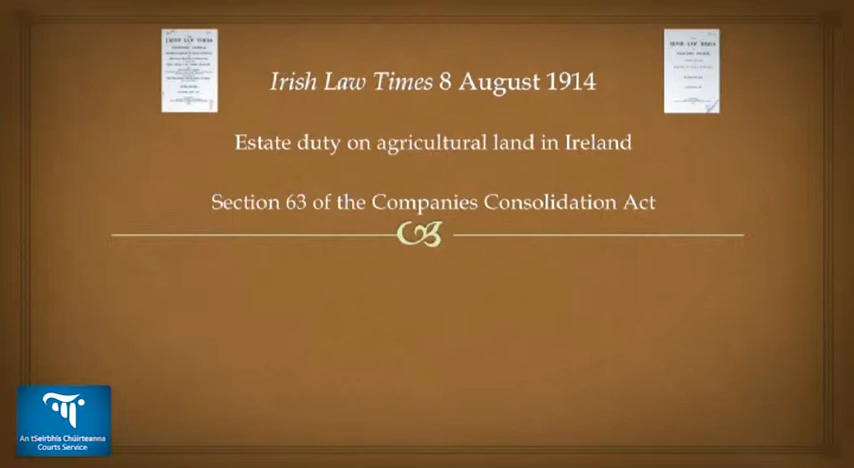 Irish Law Times 8 August 1914
Estate duty on agricultural land in Ireland
Section 63 of the Companies Consolidation Act
An tSeirbhís Chúirteanna
Courts Service